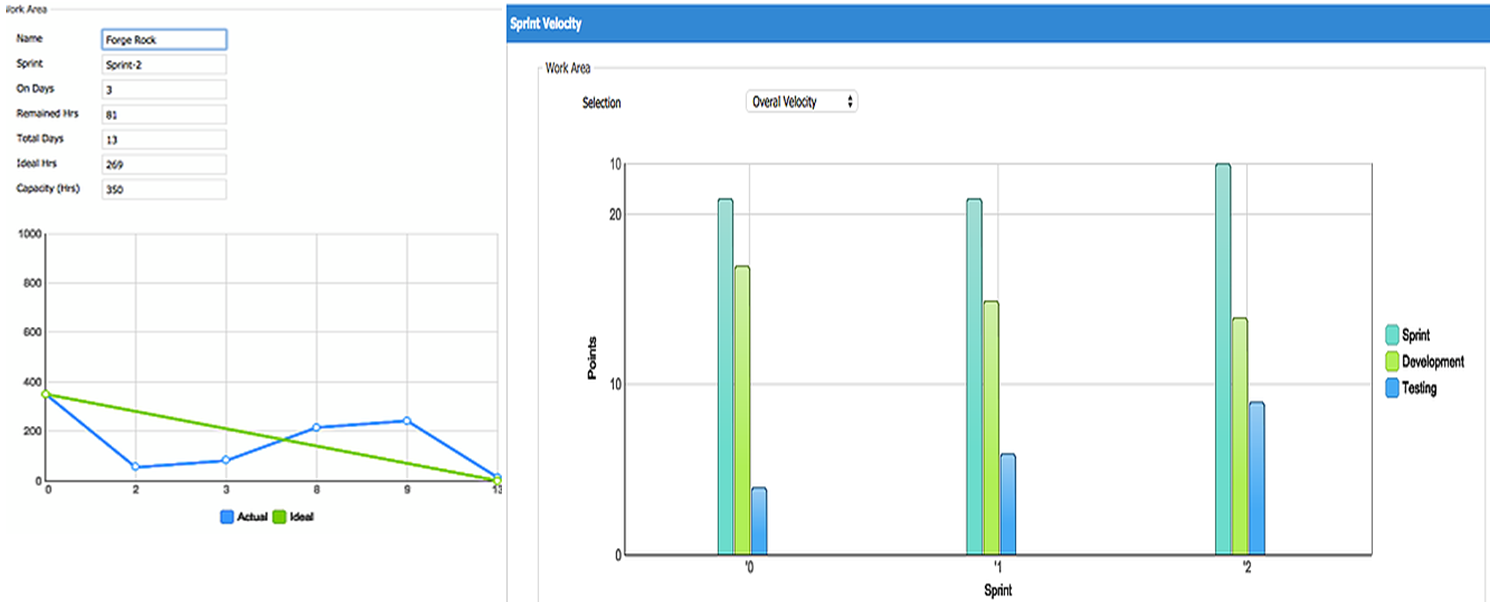 Work Area
Name Forge Rock
Sprint Sprint-2
On Days 3
Remained Hrs 81
Total Days 13
Ideal Hrs 269
Capacity (Hrs) 350
1000
800
600
400
200
0
0 2 3 8 9 13
Actual Ideal
Sprint Velocity
Work Area
Selection Overal Velocity
10
20
10
0
Points
'0 '1 '2
Sprint
Sprint
Development
Testing